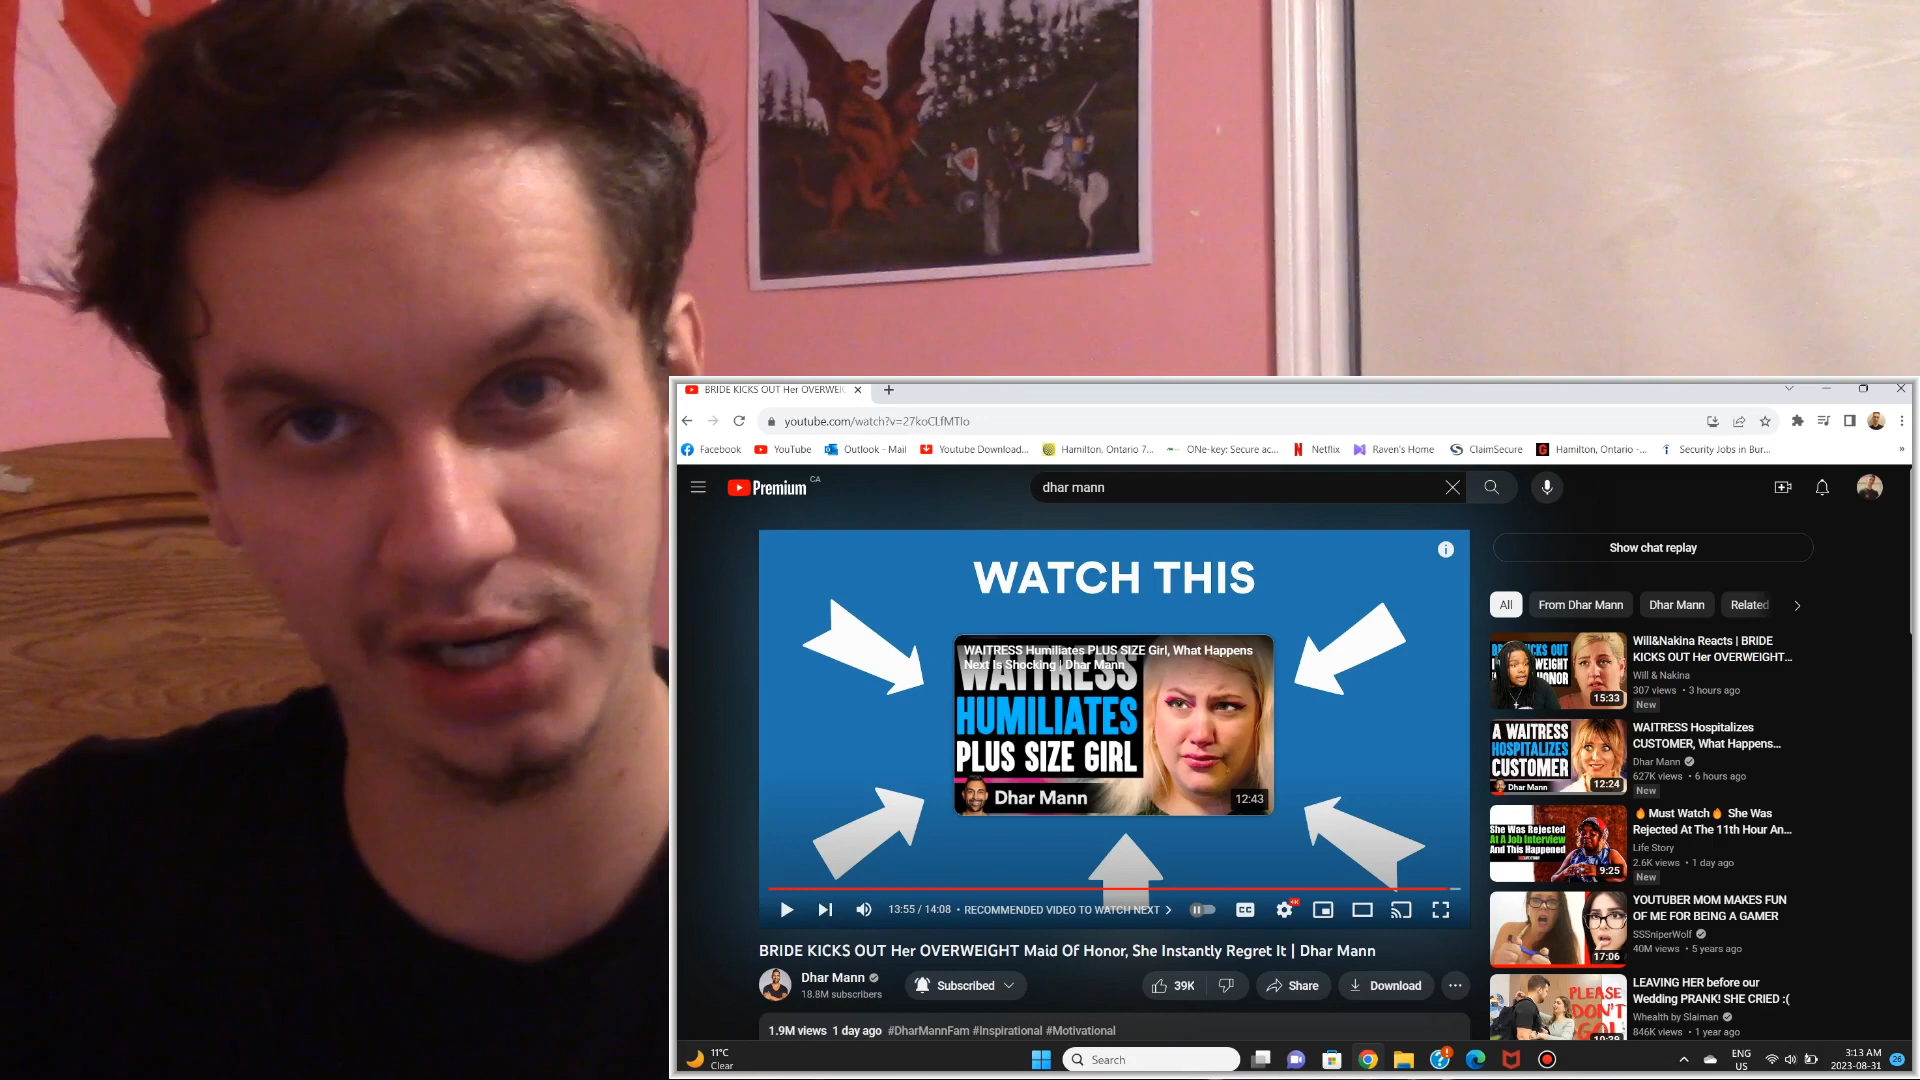 BRIDE KICKS OUT Her OVERWEIG
youtube.com/watch?v=27koCLfMTIo
Facebook YouTube Outlook - Mail Youtube Download... Hamilton, Ontario 7... ONe-key: Secure ac... Netflix Raven's Home ClaimSecure Hamilton, Ontario -... Security Jobs in Bur... »
Premium CA
dhar mann
WATCH THIS
WAITRESS Humiliates PLUS SIZE Girl, What Happens
Next Is Shocking | Dhar Mann
WAITRESS
HUMILIATES
PLUS SIZE GIRL
Dhar Mann
12:43
13:55 / 14:08 • RECOMMENDED VIDEO TO WATCH NEXT
CC
4K
BRIDE KICKS OUT Her OVERWEIGHT Maid Of Honor, She Instantly Regret It | Dhar Mann
Dhar Mann
18.8M subscribers
Subscribed
39K
Share
Download
1.9M views 1 day ago #DharMannFam #Inspirational #Motivational
Show chat replay
All From Dhar Mann Dhar Mann Related
15:33
Will&Nakina Reacts | BRIDE
KICKS OUT Her OVERWEIGHT...
Will & Nakina
307 views • 3 hours ago
New
A WAITRESS
HOSPITALIZES
CUSTOMER
Dhar Mann
12:24
WAITRESS Hospitalizes
CUSTOMER, What Happens...
Dhar Mann
627K views • 6 hours ago
New
She Was Rejected
At A Job Interview
And This Happened
9:25
🔥Must Watch🔥 She Was
Rejected At The 11th Hour An...
Life Story
2.6K views • 1 day ago
New
17:06
YOUTUBER MOM MAKES FUN
OF ME FOR BEING A GAMER
SSSniperWolf
40M views • 5 years ago
PLEASE
DON'T
GO!
LEAVING HER before our
Wedding PRANK! SHE CRIED :(
Whealth by Slaiman
846K views • 1 year ago
11°C
Clear
Search
ENG
US
3:13 AM
2023-08-31
26